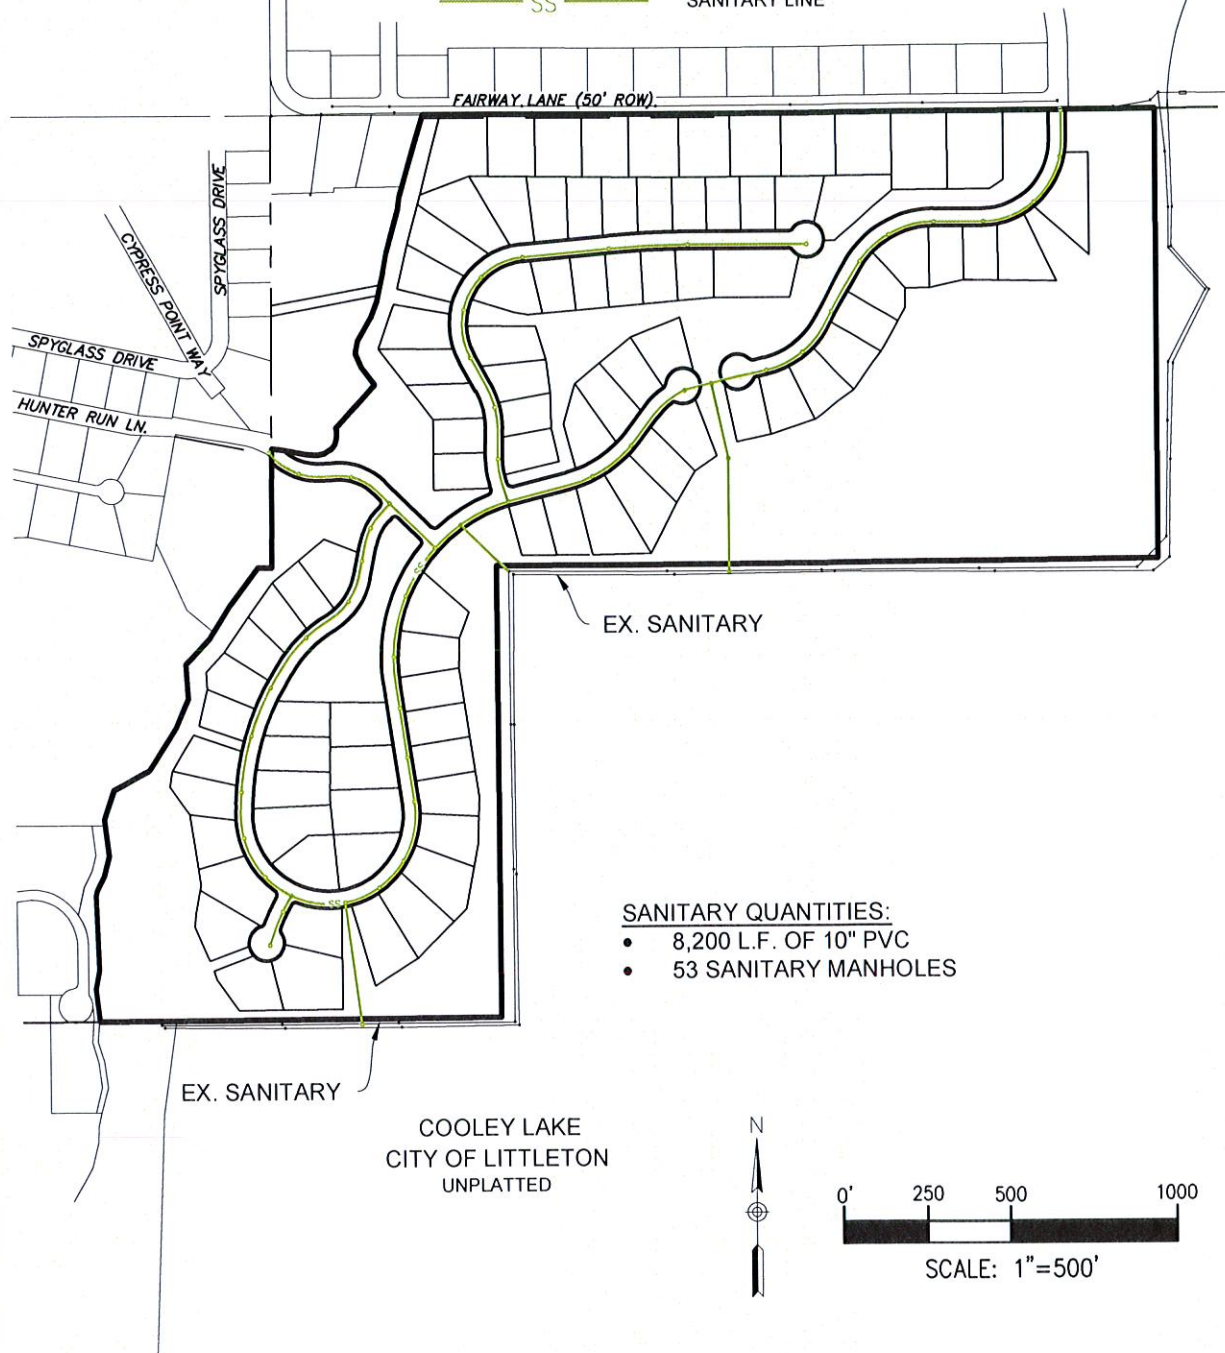 SS SANITARY LINE
FAIRWAY LANE (50' ROW)
SPYGLASS DRIVE
CYPRESS POINT WAY
SPYGLASS DRIVE
HUNTER RUN LN.
SS
EX. SANITARY
SS
SANITARY QUANTITIES:
• 8,200 L.F. OF 10" PVC
• 53 SANITARY MANHOLES
EX. SANITARY
COOLEY LAKE
CITY OF LITTLETON
UNPLATTED
N
0' 250 500 1000
SCALE: 1"=500'